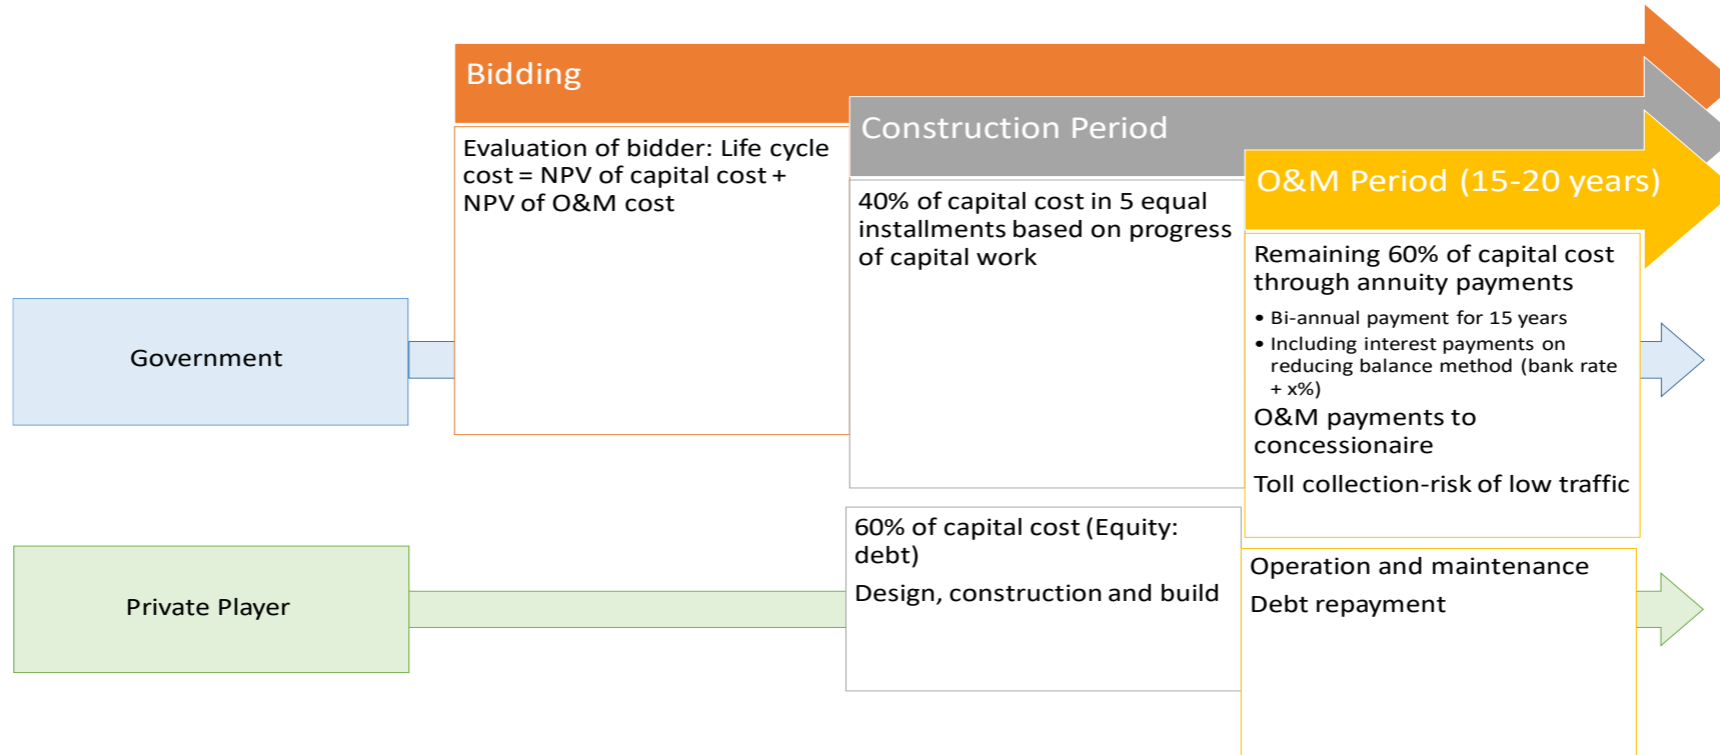 Bidding
Construction Period
O&M Period (15-20 years)
Evaluation of bidder: Life cycle
cost = NPV of capital cost +
NPV of O&M cost
40% of capital cost in 5 equal
installments based on progress
of capital work
Remaining 60% of capital cost
through annuity payments
• Bi-annual payment for 15 years
• Including interest payments on
reducing balance method (bank rate
+ x%)
O&M payments to
concessionaire
Toll collection-risk of low traffic
Government
60% of capital cost (Equity:
debt)
Design, construction and build
Operation and maintenance
Debt repayment
Private Player